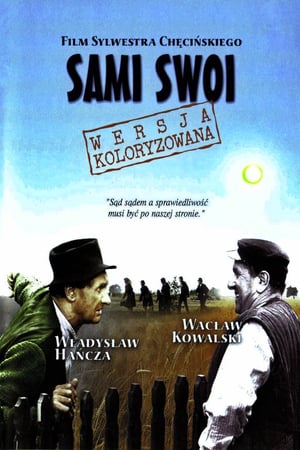 FILM SYLWESTRA CHĘCIŃSKIEGO
SAMI SWOI
WERSJA
KOLORYZOWANA
"Sąd sądem a sprawiedliwość
musi być po naszej stronie."
WŁADYSŁAW
HAŃCZA
WACŁAW
KOWALSKI